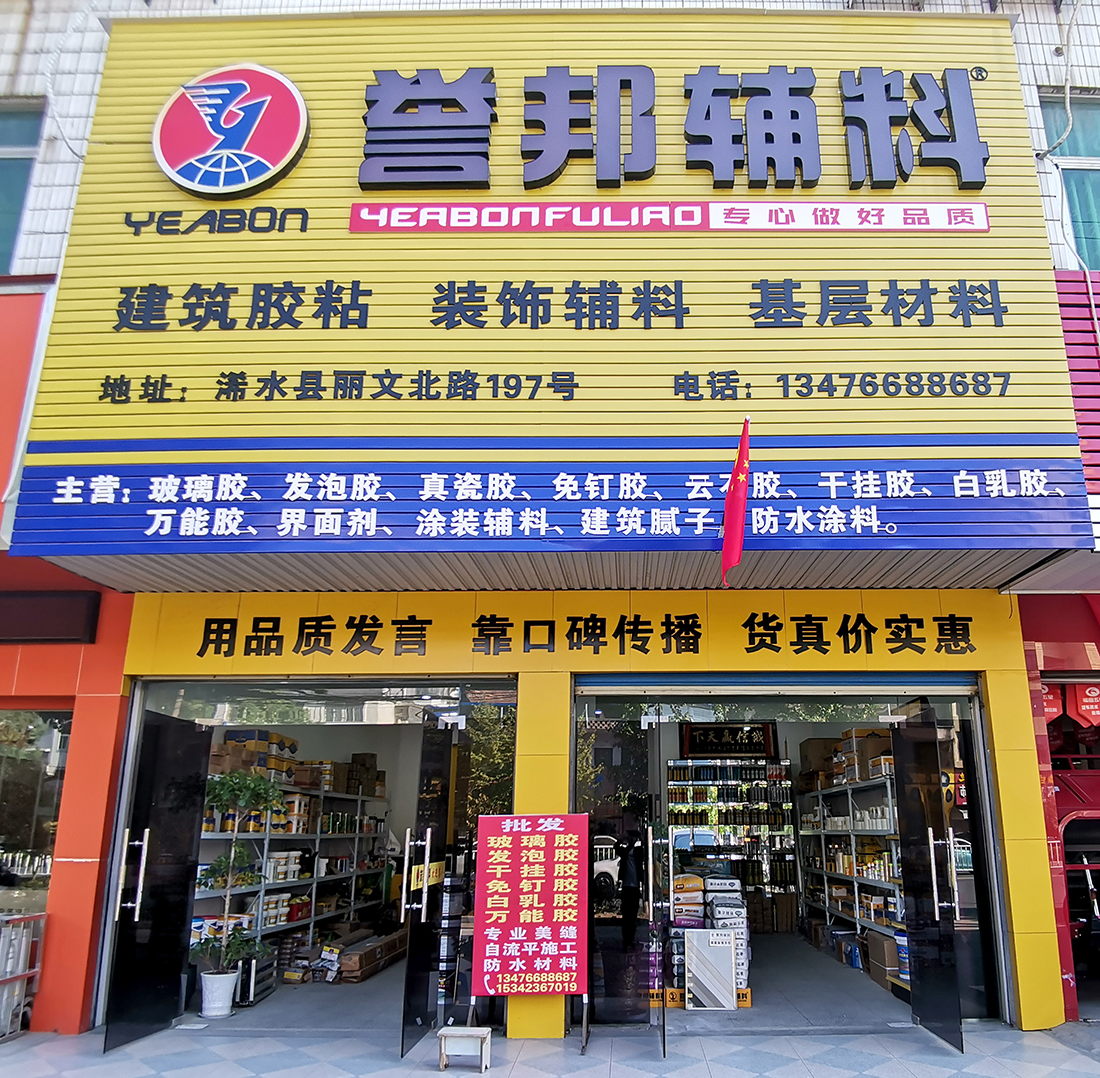 誉邦辅料®
YEABON
YEABONFULIAO 专心做好品质
建筑胶粘 装饰辅料 基层材料
地址：浠水县丽文北路197号 电话：13476688687
主营：玻璃胶、发泡胶、真瓷胶、免钉胶、云石胶、干挂胶、白乳胶、
万能胶、界面剂、涂装辅料、建筑腻子、防水涂料。
用品质发言 靠口碑传播 货真价实惠
下天赢信诚
批发
玻璃胶
发泡胶
干挂胶
免钉胶
白乳胶
万能胶
专业美缝
自流平施工
防水材料
13476688687
15342367019